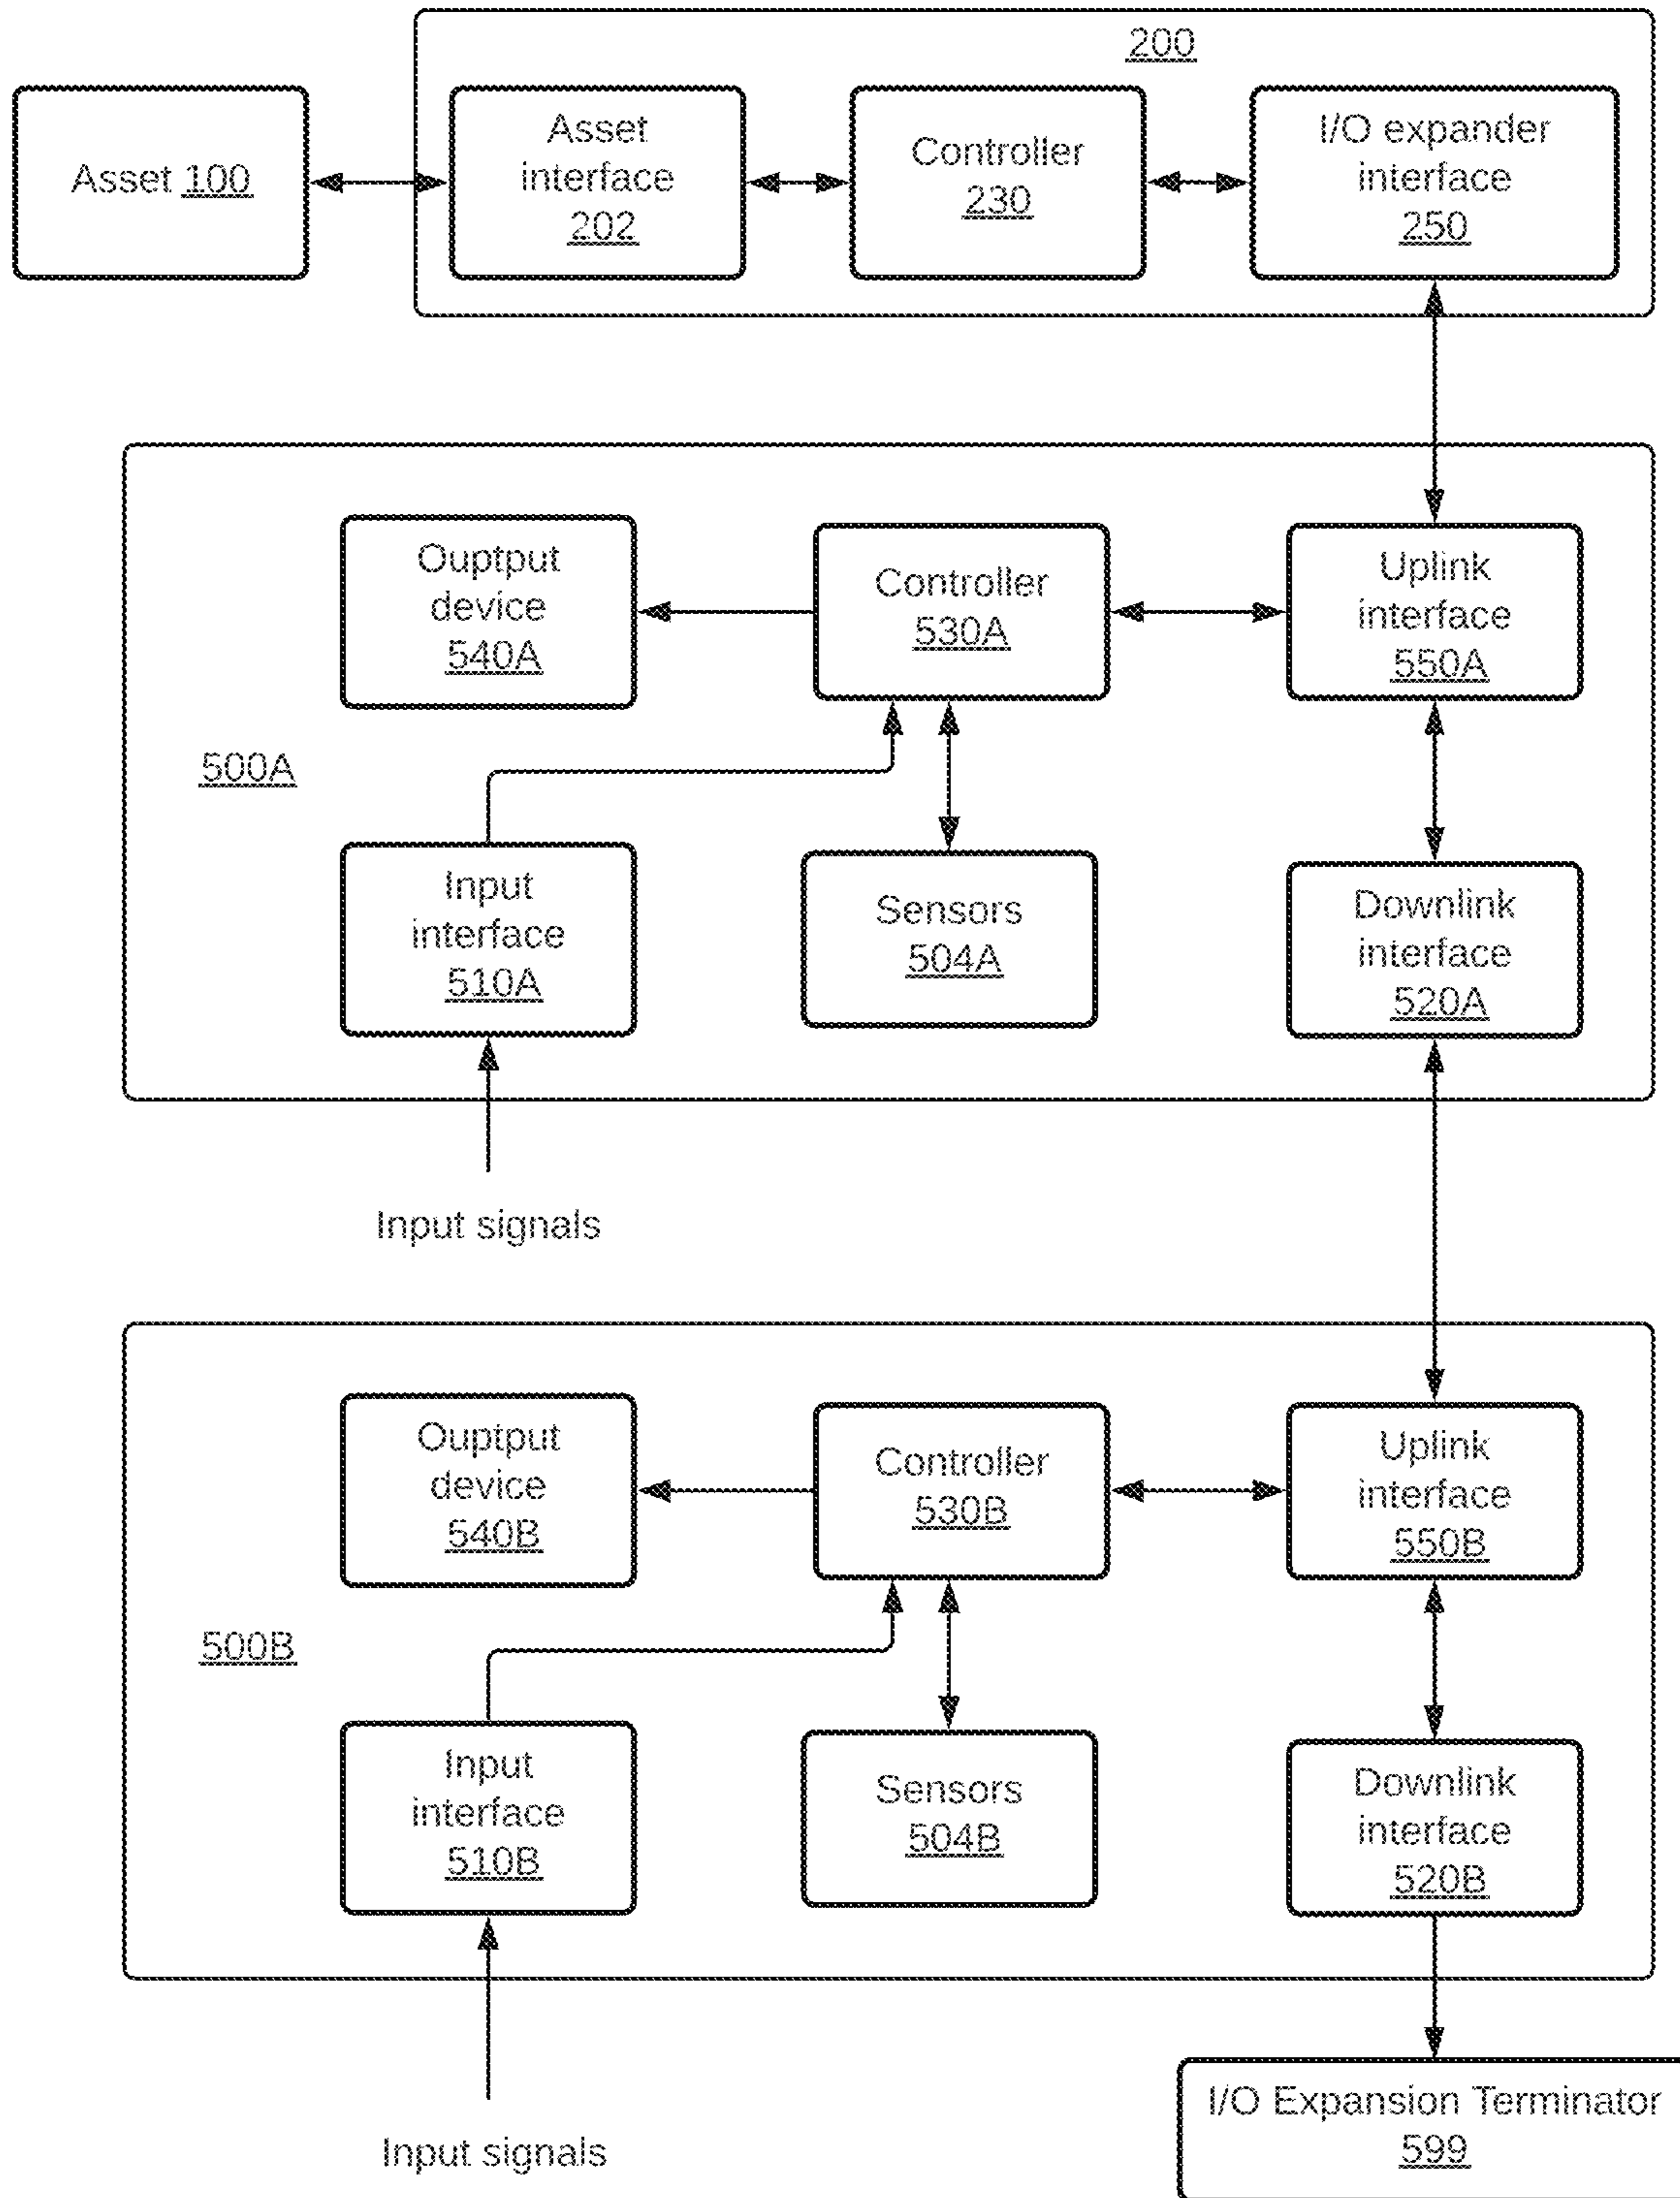 200
Asset 100
Asset
interface
202
Controller
230
I/O expander
interface
250
Ouptput
device
540A
Controller
530A
Uplink
interface
550A
500A
Input
interface
510A
Sensors
504A
Downlink
interface
520A
Input signals
Ouptput
device
540B
Controller
530B
Uplink
interface
550B
500B
Input
interface
510B
Sensors
504B
Downlink
interface
520B
Input signals
I/O Expansion Terminator
599